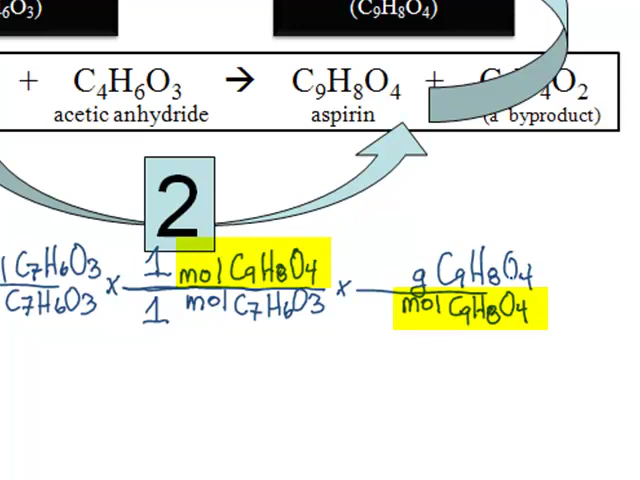 6O3) (C9H8O4)
+ C4H6O3 → C9H8O4 +
acetic anhydride aspirin (a byproduct)
2
l C7H6O3 × 1 mol C9H8O4 × g C9H8O4
C7H6O3 1 mol C7H6O3 mol C9H8O4